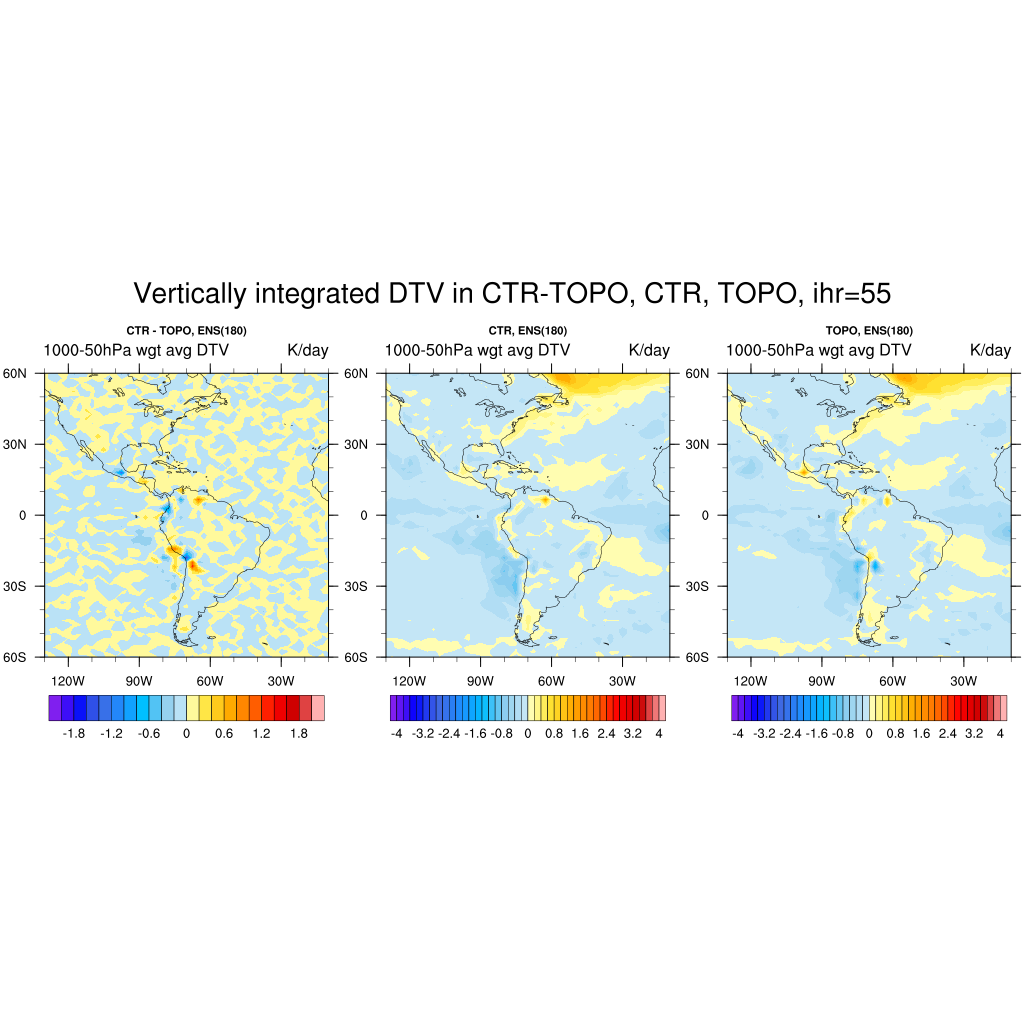 Vertically integrated DTV in CTR-TOPO, CTR, TOPO, ihr=55
CTR - TOPO, ENS(180)
1000-50hPa wgt avg DTV K/day
60N
30N
0
30S
60S
120W 90W 60W 30W
-1.8 -1.2 -0.6 0 0.6 1.2 1.8
CTR, ENS(180)
1000-50hPa wgt avg DTV K/day
60N
30N
0
30S
60S
120W 90W 60W 30W
-4 -3.2 -2.4 -1.6 -0.8 0 0.8 1.6 2.4 3.2 4
TOPO, ENS(180)
1000-50hPa wgt avg DTV K/day
60N
30N
0
30S
60S
120W 90W 60W 30W
-4 -3.2 -2.4 -1.6 -0.8 0 0.8 1.6 2.4 3.2 4